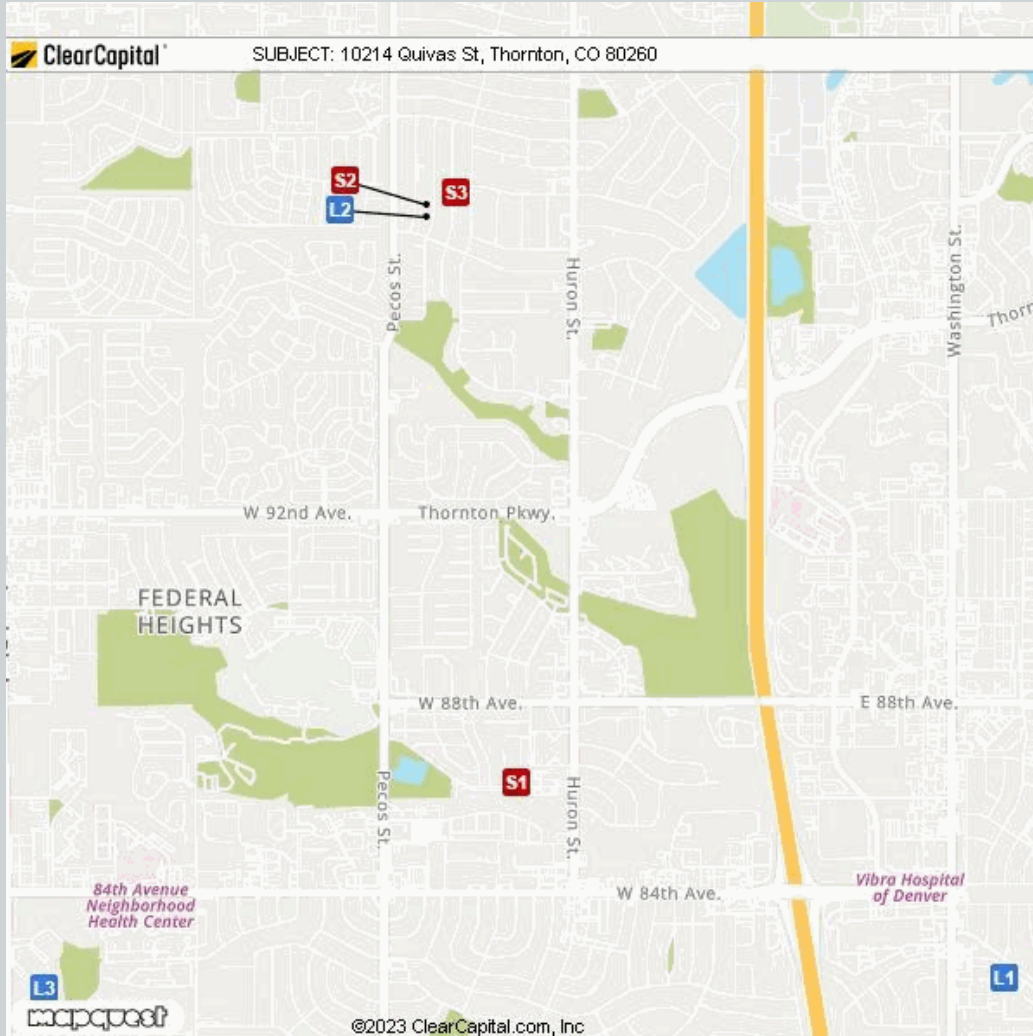 ClearCapital
SUBJECT: 10214 Quivas St, Thornton, CO 80260
S2
S3
L2
Pecos St.
Huron St.
Washington St.
Thorn
W 92nd Ave.
Thornton Pkwy.
FEDERAL
HEIGHTS
W 88th Ave.
E 88th Ave.
S1
Pecos St.
Huron St.
84th Avenue
Neighborhood
Health Center
W 84th Ave.
Vibra Hospital
of Denver
L3
L1
mapquest
©2023 ClearCapital.com, Inc